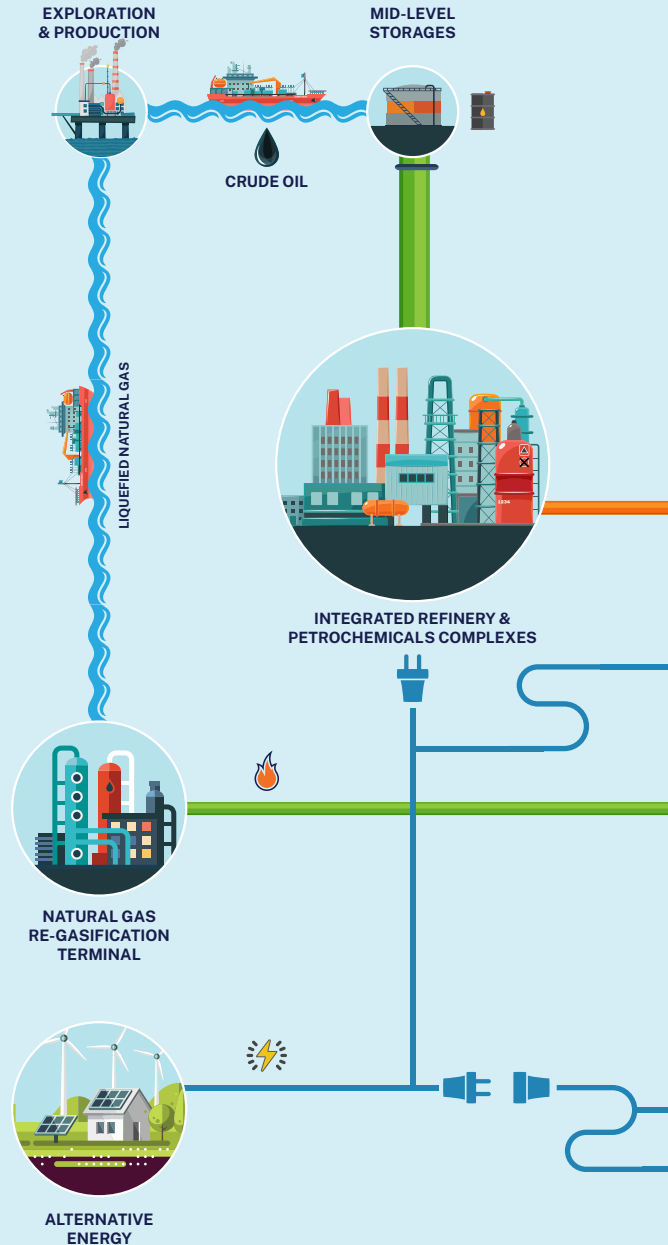 EXPLORATION
& PRODUCTION
MID-LEVEL
STORAGES
CRUDE OIL
LIQUEFIED NATURAL GAS
1234
INTEGRATED REFINERY &
PETROCHEMICALS COMPLEXES
NATURAL GAS
RE-GASIFICATION
TERMINAL
ALTERNATIVE
ENERGY